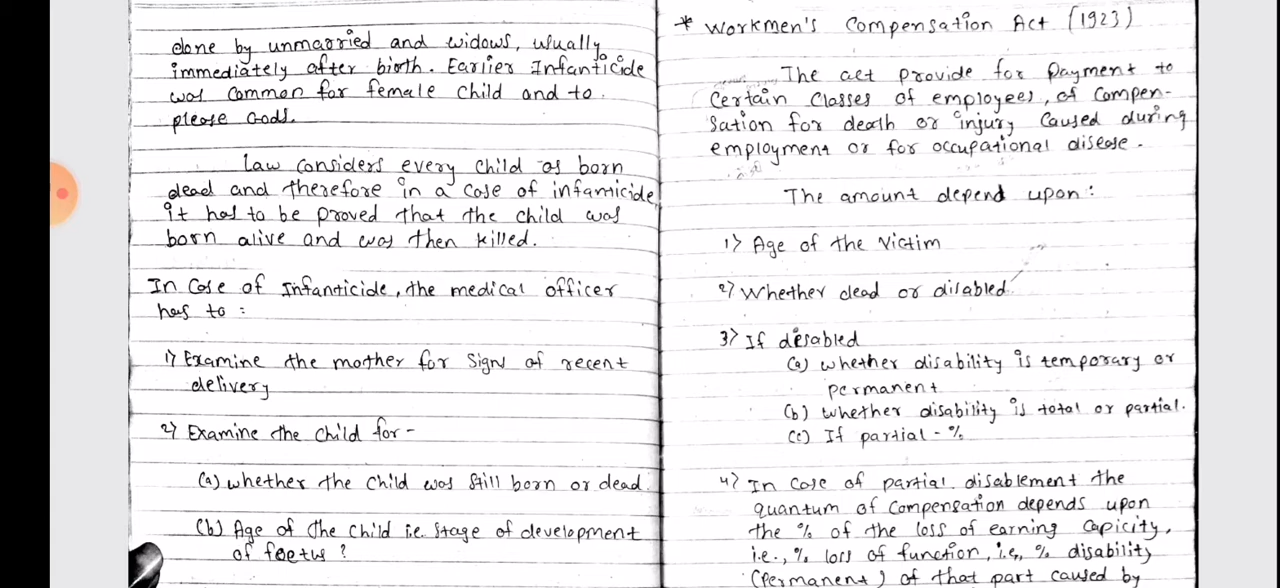 done by unmarried and widows, usually
immediately after birth. Earlier Infanticide
was common for female child and to
please Gods.
Law considers every child as born
dead and therefore in a case of infanticide
it has to be proved that the child was
born alive and was then killed.
In case of Infanticide, the medical officer
has to :
1) Examine the mother for signs of recent
delivery
2) Examine the child for -
(a) whether the child was still born or dead.
(b) Age of the child i.e. stage of development
of foetus ?
* Workmen's Compensation Act (1923)
The act provide for payment to
certain classes of employees, of compen-
sation for death or injury caused during
employment or for occupational disease.
The amount depend upon :
1) Age of the victim
2) Whether dead or disabled
3) If desabled
(a) whether disability is temporary or
permanent
(b) whether disability is total or partial.
(c) If partial - %
4) In case of partial disablement the
quantum of compensation depends upon
the % of the loss of earning capicity,
i.e., % loss of function, i.e, % disability
(permanent) of that part caused by